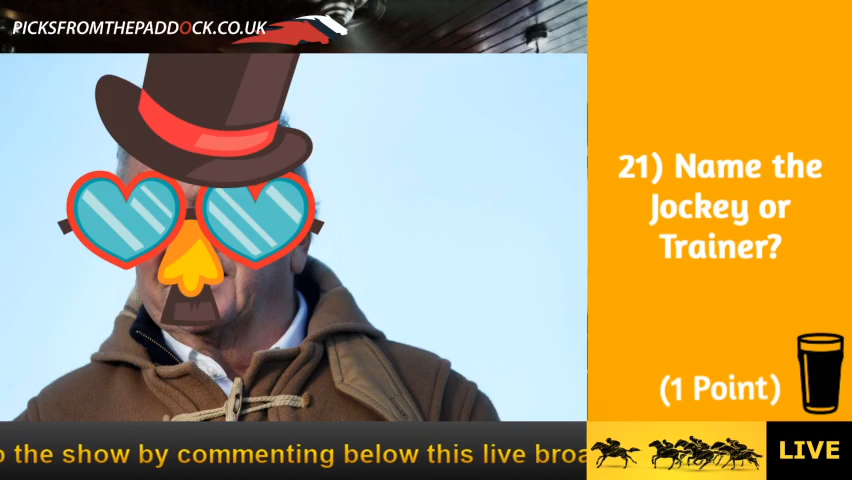 PICKSFROMTHEPADDOCK.CO.UK
21) Name the
Jockey or
Trainer?
(1 Point)
o the show by commenting below this live broa
LIVE